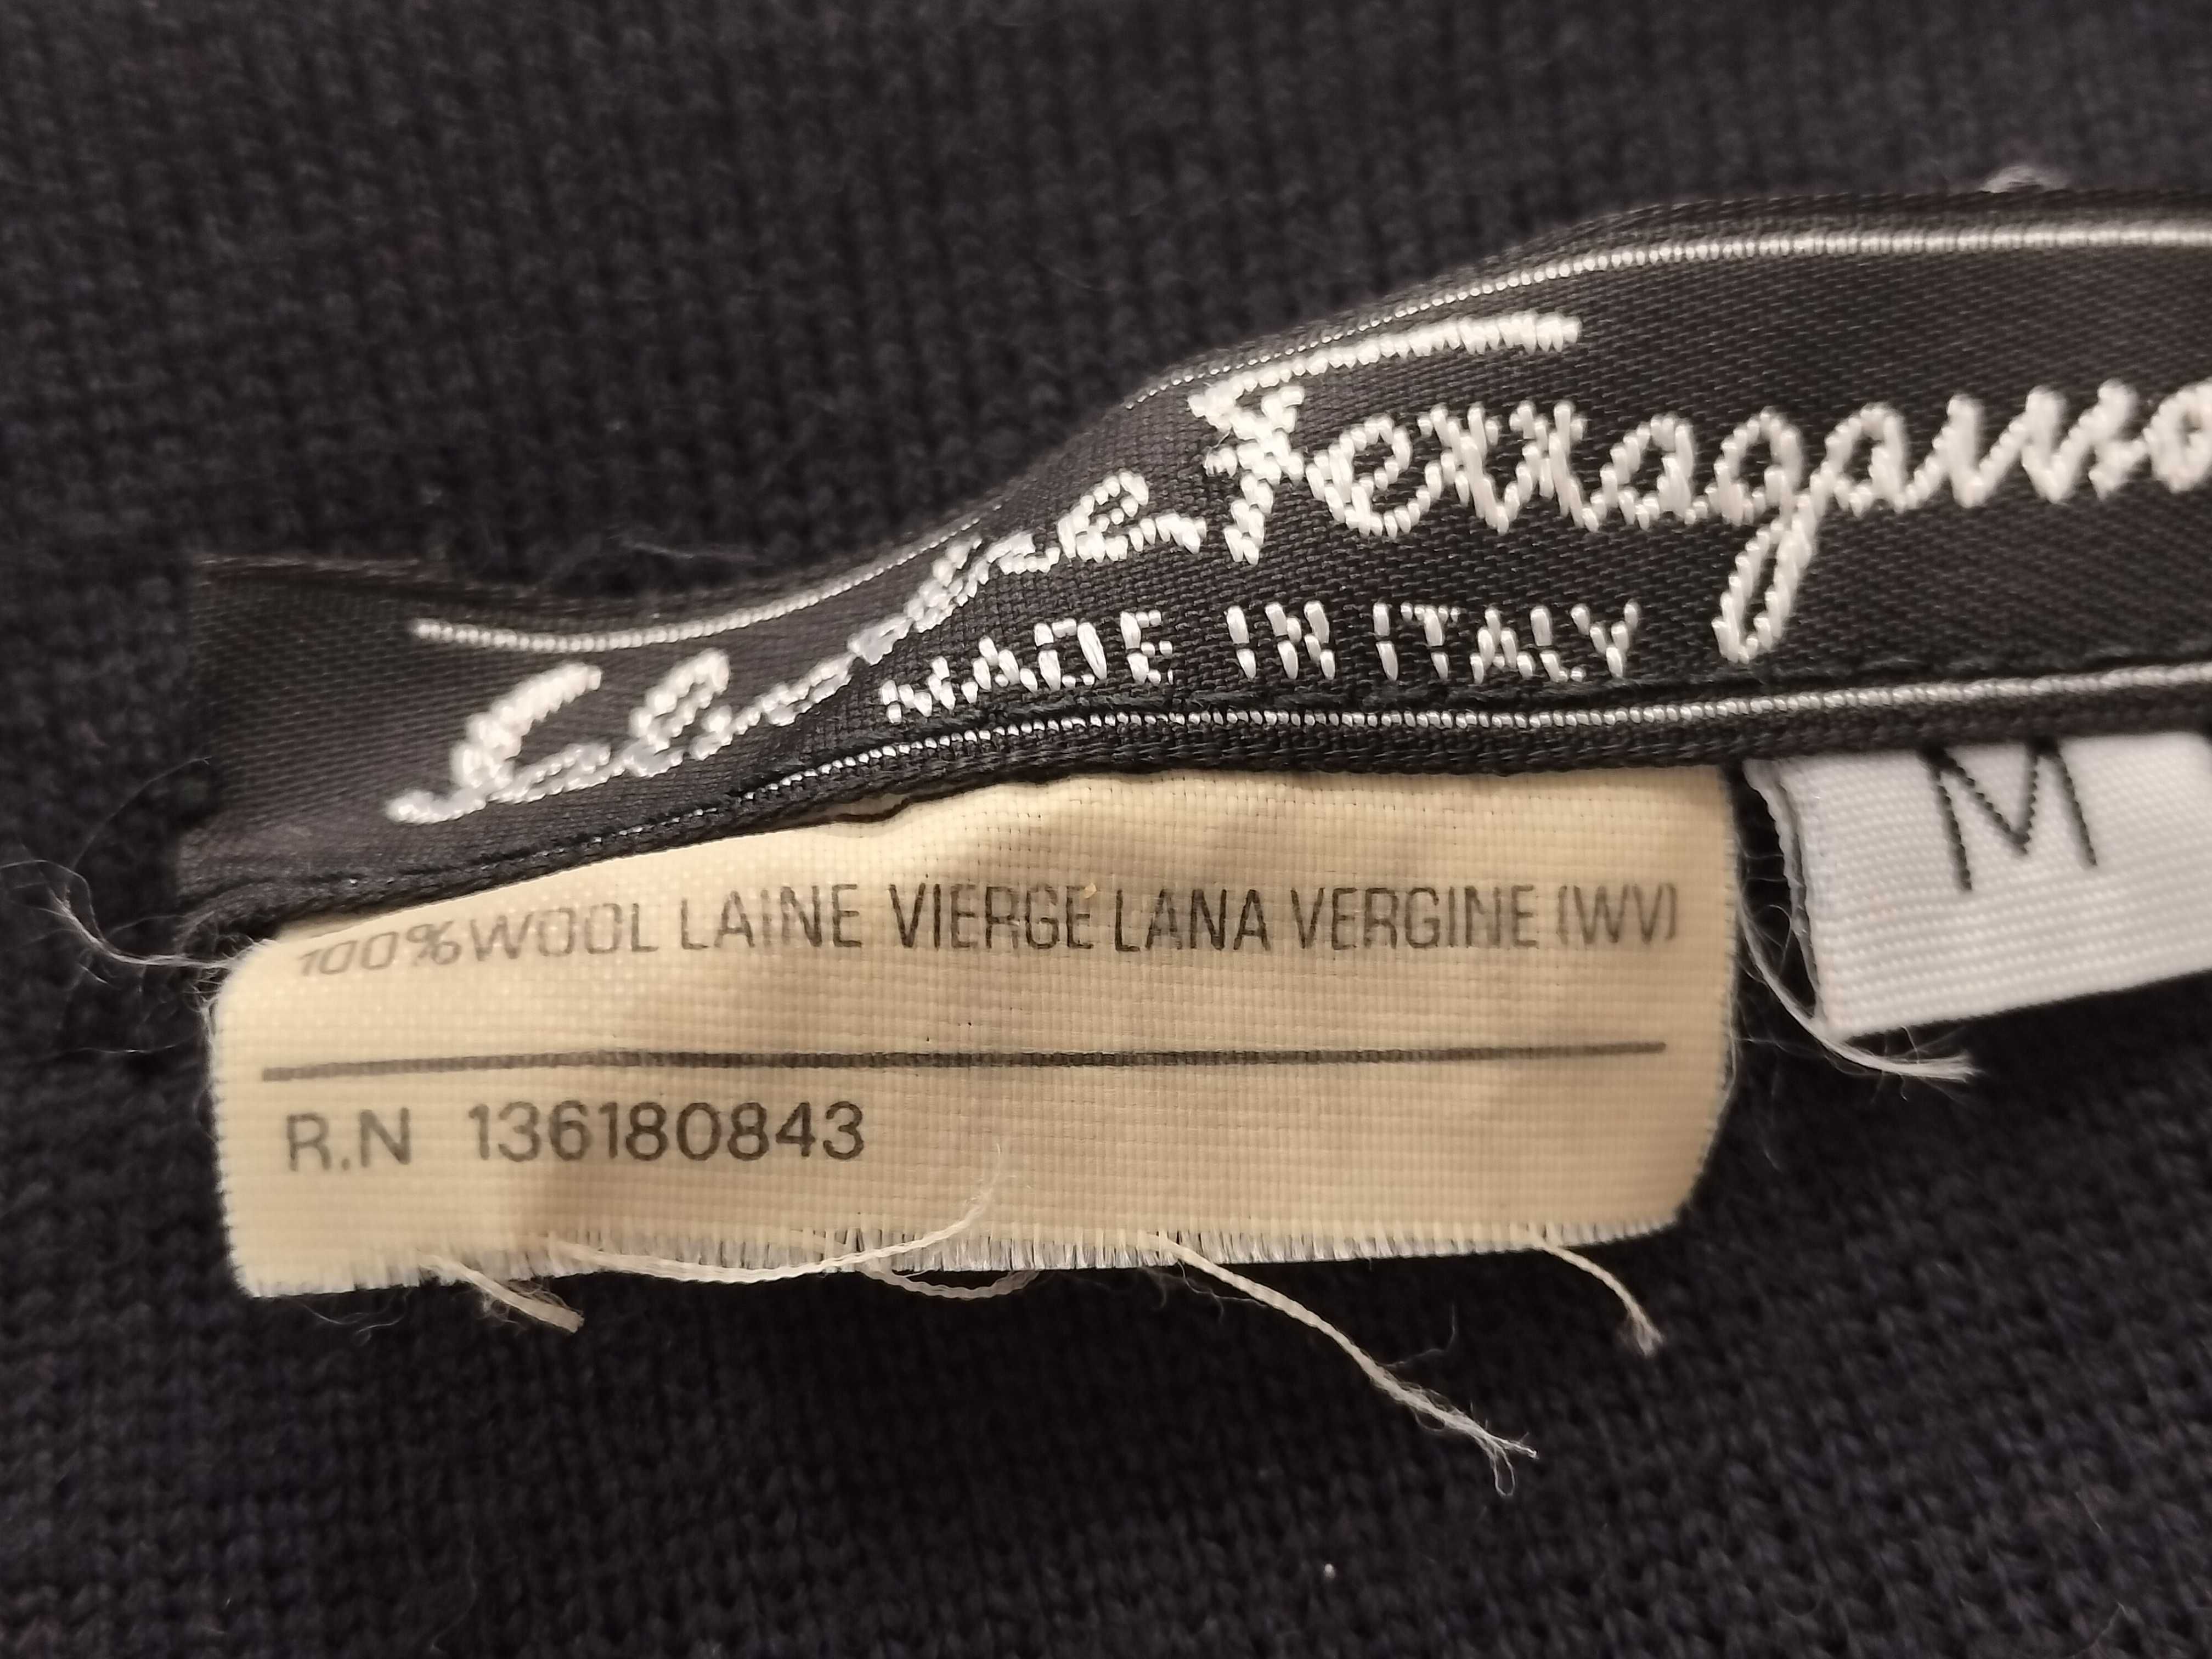 Salvatore Ferragamo
MADE IN ITALY
M
100% WOOL LAINE VIERGE LANA VERGINE (WV)
R.N 136180843